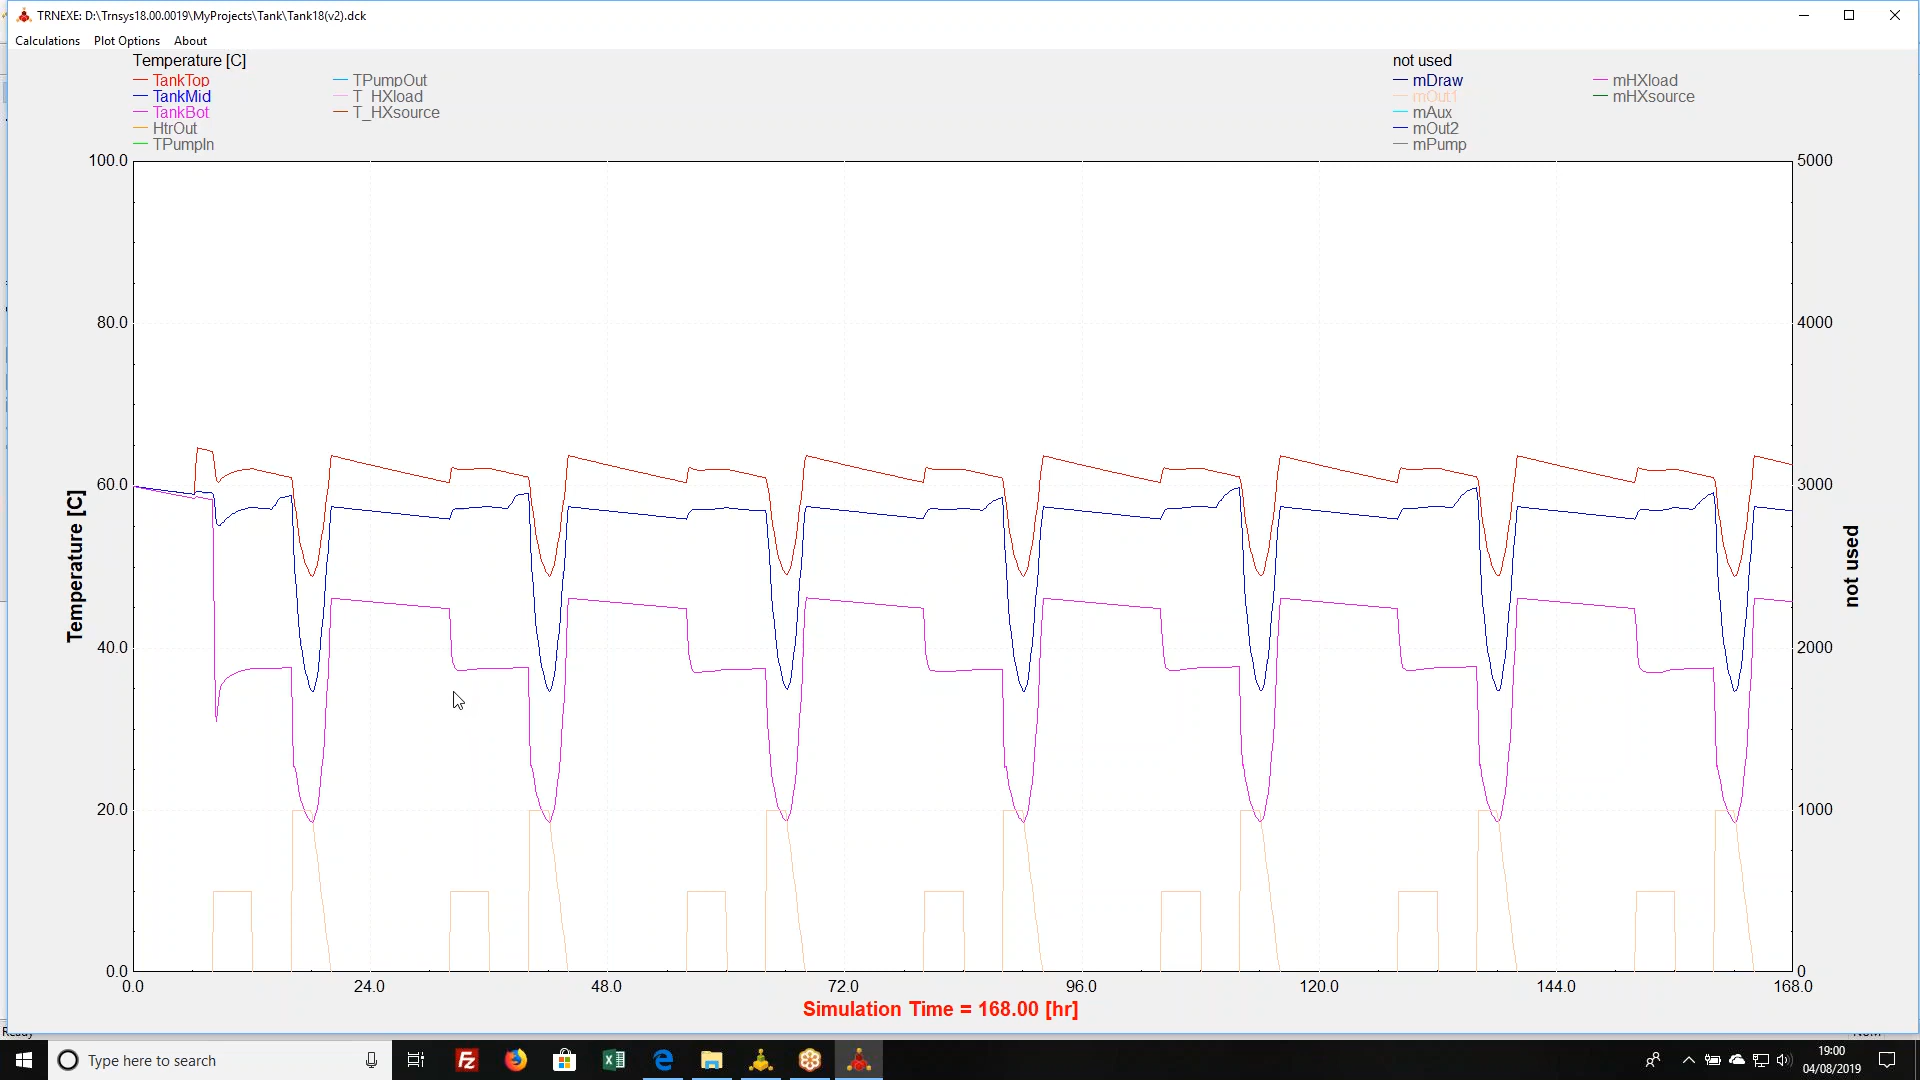 TRNEXE: D:\Trnsys18.00.0019\MyProjects\Tank\Tank18(v2).dck
Calculations Plot Options About
Temperature [C] not used
TankTop TPumpOut mDraw mHXload
TankMid T_HXload mOut1 mHXsource
TankBot T_HXsource mAux
HtrOut mOut2
TPumpIn mPump
100.0 5000
80.0 4000
60.0 3000
40.0 2000
20.0 1000
0.0 0
Temperature [C]
not used
0.0 24.0 48.0 72.0 96.0 120.0 144.0 168.0
Simulation Time = 168.00 [hr]
Type here to search
19:00
04/08/2019